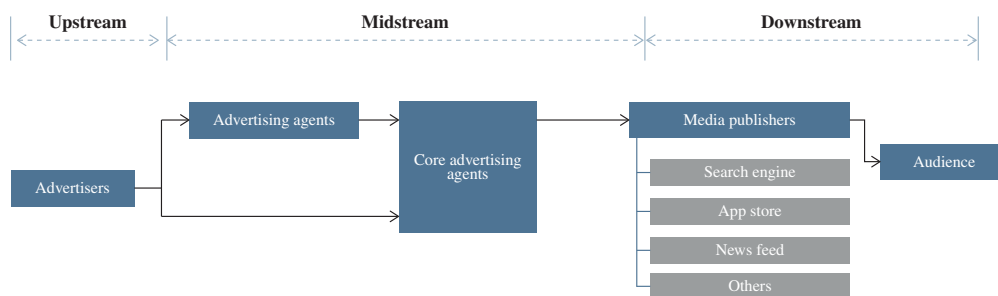 Upstream
Midstream
Downstream
Advertising agents
Media publishers
Core advertising
agents
Audience
Search engine
Advertisers
App store
News feed
Others